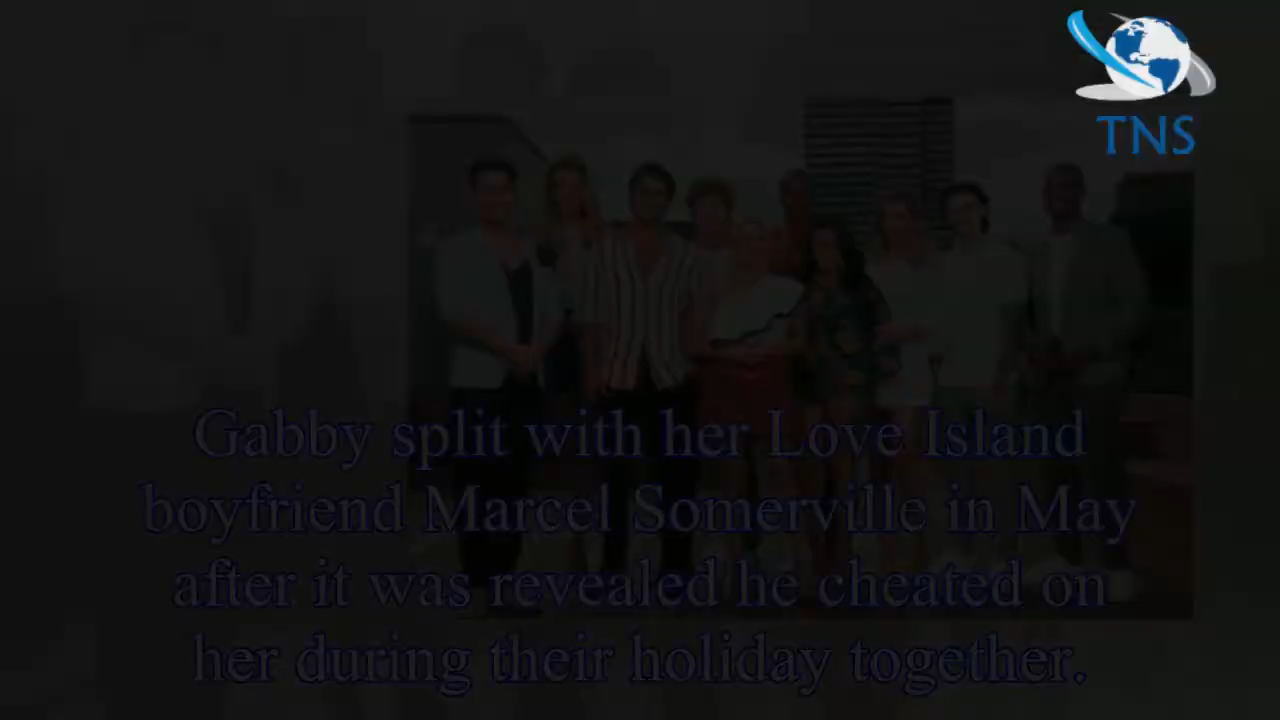 TNS
Gabby split with her Love Island
boyfriend Marcel Somerville in May
after it was revealed he cheated on
her during their holiday together.